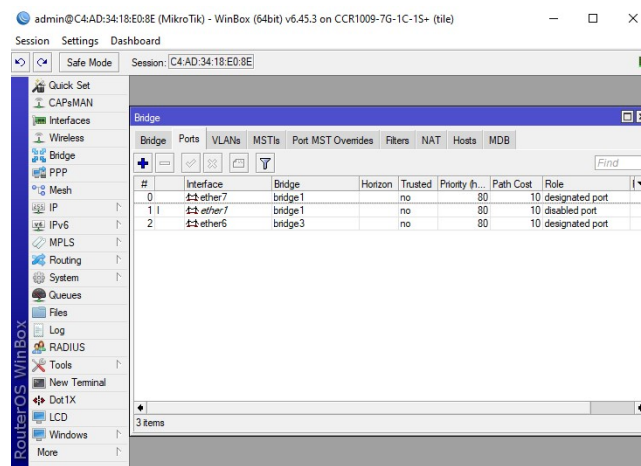 admin@C4:AD:34:18:E0:8E (MikroTik) - WinBox (64bit) v6.45.3 on CCR1009-7G-1C-1S+ (tile)
Session Settings Dashboard
Safe Mode Session: C4:AD:34:18:E0:8E
Quick Set
CAPsMAN
Interfaces
Wireless
Bridge
PPP
Mesh
IP
IPv6
MPLS
Routing
System
Queues
Files
Log
RADIUS
Tools
New Terminal
Dot1X
LCD
Windows
More
RouterOS WinBox
Bridge
Bridge Ports VLANs MSTIs Port MST Overrides Filters NAT Hosts MDB
Find
# Interface Bridge Horizon Trusted Priority (h... Path Cost Role
0 ether7 bridge1 no 80 10 designated port
1 I ether1 bridge1 no 80 10 disabled port
2 ether6 bridge3 no 80 10 designated port
3 items